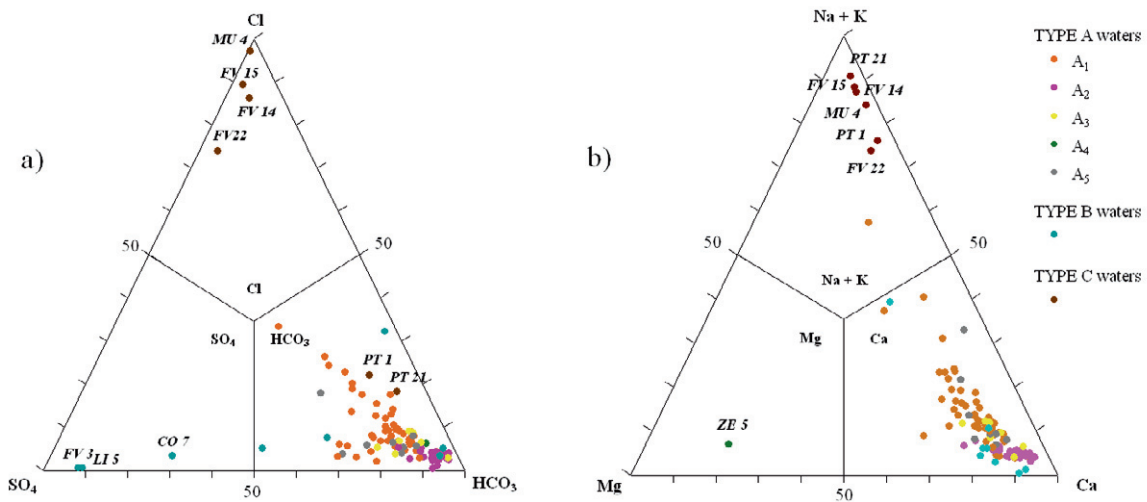 a)
Cl
MU 4
FV 15
FV 14
FV22
50
50
Cl
SO₄
HCO₃
PT 1
PT 21
FV 3
LI 5
CO 7
SO₄
50
HCO₃
b)
Na + K
PT 21
FV 15
FV 14
MU 4
PT 1
FV 22
50
50
Na + K
Mg
Ca
ZE 5
Mg
50
Ca
TYPE A waters
A₁
A₂
A₃
A₄
A₅
TYPE B waters
TYPE C waters